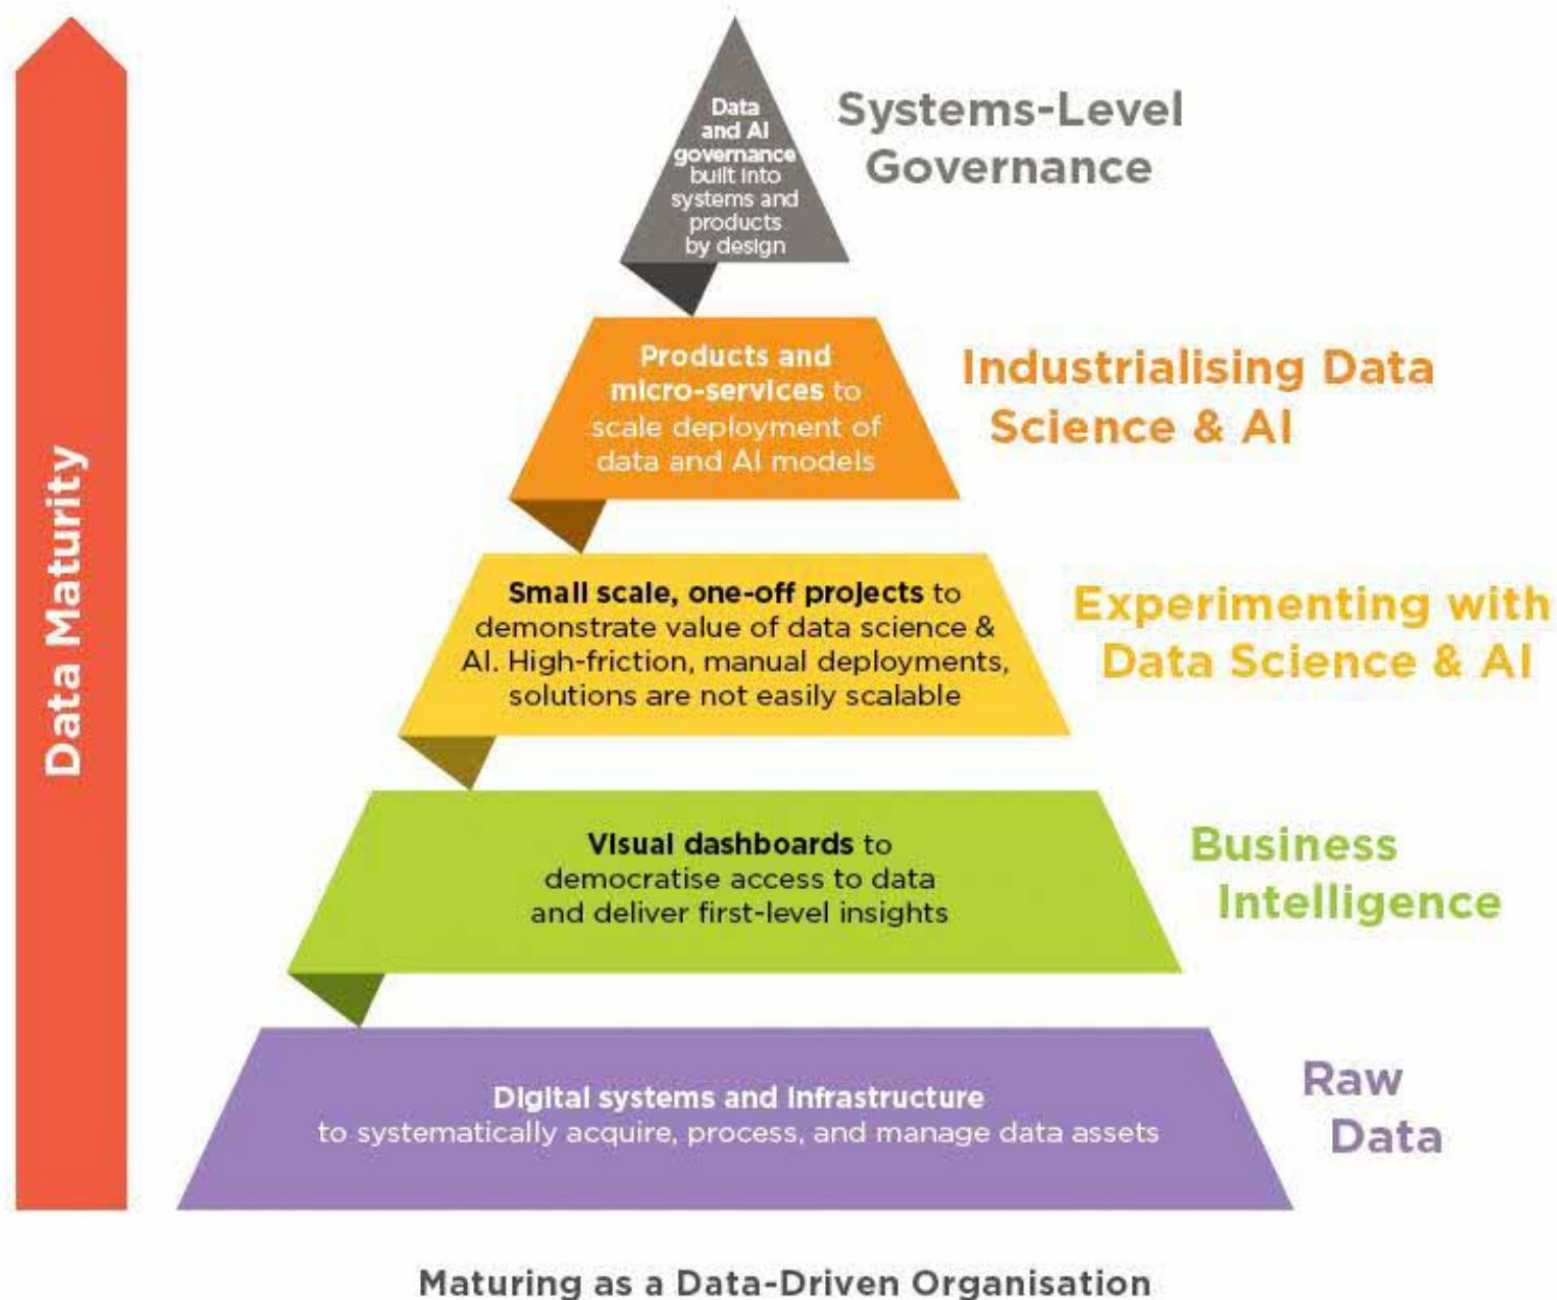 Data
and AI
governance
built into
systems and
products
by design
Systems-Level
Governance
Products and
micro-services to
scale deployment of
data and AI models
Industrialising Data
Science & AI
Small scale, one-off projects to
demonstrate value of data science &
AI. High-friction, manual deployments,
solutions are not easily scalable
Experimenting with
Data Science & AI
Visual dashboards to
democratise access to data
and deliver first-level insights
Business
Intelligence
Digital systems and infrastructure
to systematically acquire, process, and manage data assets
Raw
Data
Data Maturity
Maturing as a Data-Driven Organisation